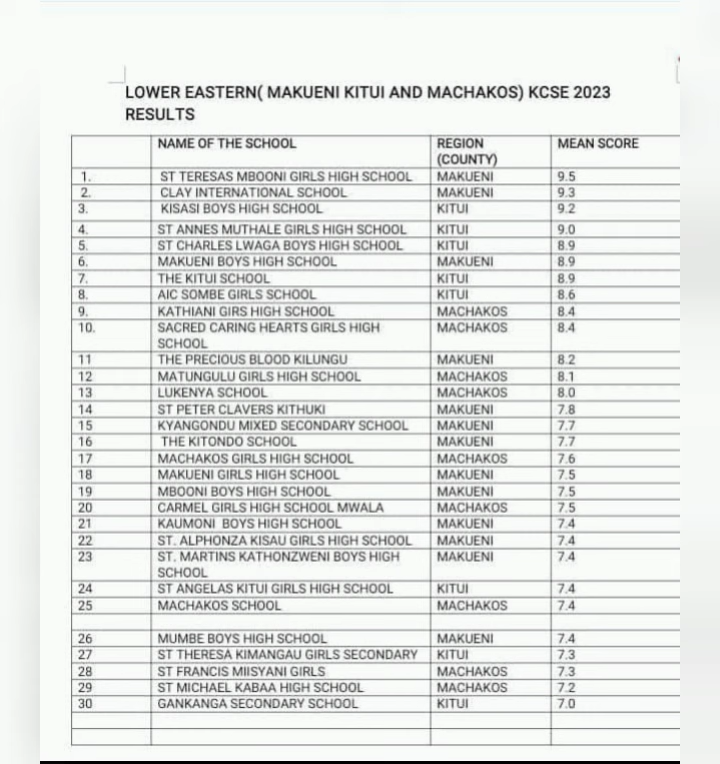 LOWER EASTERN( MAKUENI KITUI AND MACHAKOS) KCSE 2023
RESULTS
NAME OF THE SCHOOL REGION (COUNTY) MEAN SCORE
1. ST TERESAS MBOONI GIRLS HIGH SCHOOL MAKUENI 9.5
2. CLAY INTERNATIONAL SCHOOL MAKUENI 9.3
3. KISASI BOYS HIGH SCHOOL KITUI 9.2
4. ST ANNES MUTHALE GIRLS HIGH SCHOOL KITUI 9.0
5. ST CHARLES LWAGA BOYS HIGH SCHOOL KITUI 8.9
6. MAKUENI BOYS HIGH SCHOOL MAKUENI 8.9
7. THE KITUI SCHOOL KITUI 8.9
8. AIC SOMBE GIRLS SCHOOL KITUI 8.6
9. KATHIANI GIRS HIGH SCHOOL MACHAKOS 8.4
10. SACRED CARING HEARTS GIRLS HIGH MACHAKOS 8.4
SCHOOL
11 THE PRECIOUS BLOOD KILUNGU MAKUENI 8.2
12 MATUNGULU GIRLS HIGH SCHOOL MACHAKOS 8.1
13 LUKENYA SCHOOL MACHAKOS 8.0
14 ST PETER CLAVERS KITHUKI MAKUENI 7.8
15 KYANGONDU MIXED SECONDARY SCHOOL MAKUENI 7.7
16 THE KITONDO SCHOOL MAKUENI 7.7
17 MACHAKOS GIRLS HIGH SCHOOL MACHAKOS 7.6
18 MAKUENI GIRLS HIGH SCHOOL MAKUENI 7.5
19 MBOONI BOYS HIGH SCHOOL MAKUENI 7.5
20 CARMEL GIRLS HIGH SCHOOL MWALA MACHAKOS 7.5
21 KAUMONI BOYS HIGH SCHOOL MAKUENI 7.4
22 ST. ALPHONZA KISAU GIRLS HIGH SCHOOL MAKUENI 7.4
23 ST. MARTINS KATHONZWENI BOYS HIGH MAKUENI 7.4
SCHOOL
24 ST ANGELAS KITUI GIRLS HIGH SCHOOL KITUI 7.4
25 MACHAKOS SCHOOL MACHAKOS 7.4
26 MUMBE BOYS HIGH SCHOOL MAKUENI 7.4
27 ST THERESA KIMANGAU GIRLS SECONDARY KITUI 7.3
28 ST FRANCIS MIISYANI GIRLS MACHAKOS 7.3
29 ST MICHAEL KABAA HIGH SCHOOL MACHAKOS 7.2
30 GANKANGA SECONDARY SCHOOL KITUI 7.0